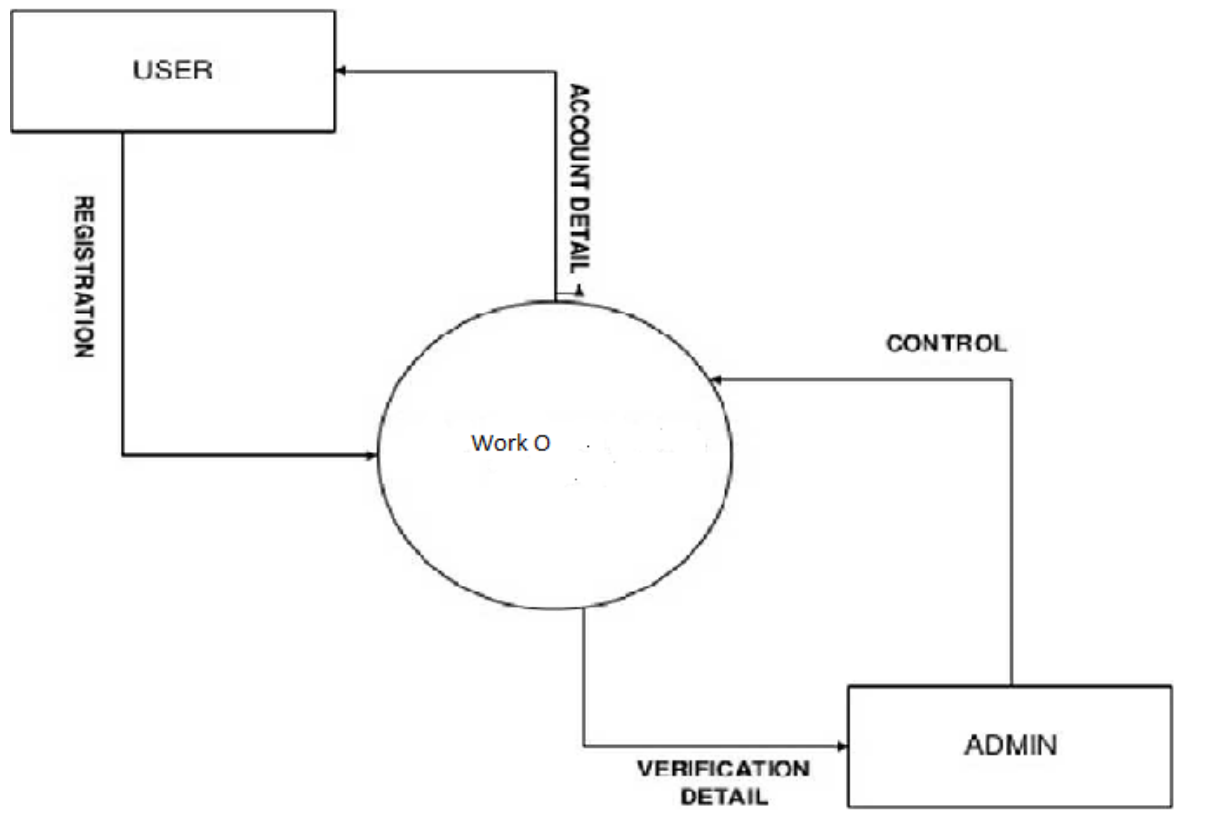 USER
ACCOUNT DETAIL
REGISTRATION
CONTROL
Work O
ADMIN
VERIFICATION
DETAIL